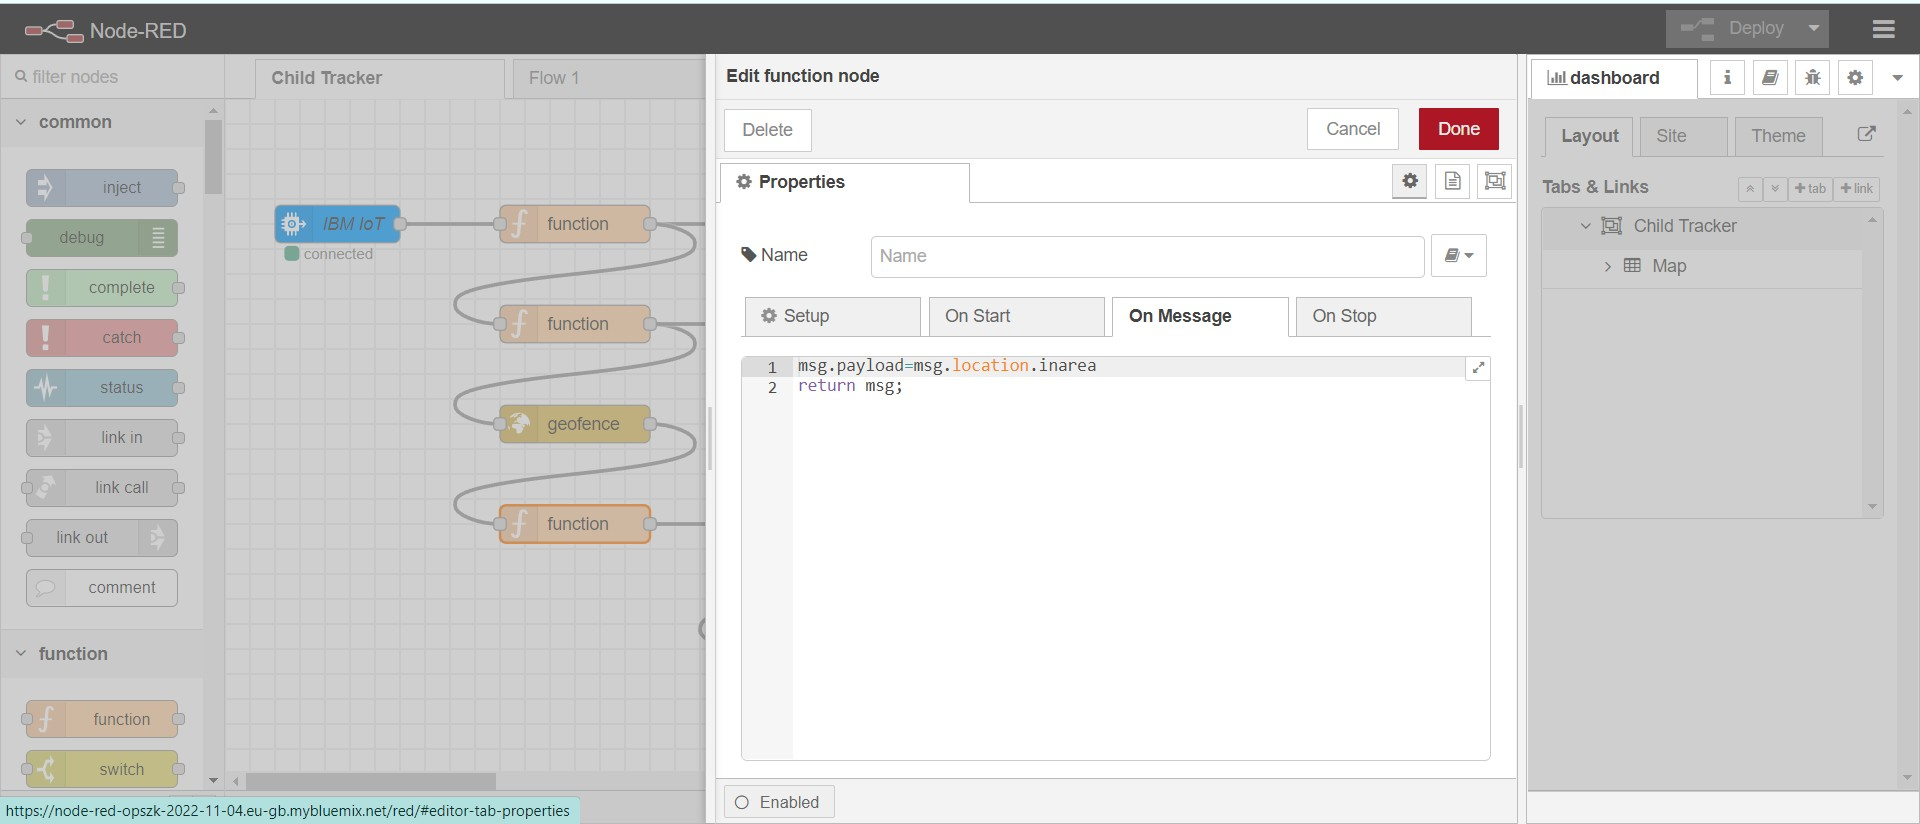 Node-RED
Deploy
filter nodes
Child Tracker
Flow 1
common
inject
debug
complete
catch
status
link in
link call
link out
comment
function
function
switch
IBM IoT
connected
function
function
geofence
function
Edit function node
Delete
Cancel
Done
Properties
Name
Name
Setup
On Start
On Message
On Stop
1 msg.payload=msg.location.inarea
2 return msg;
Enabled
dashboard
Layout
Site
Theme
Tabs & Links
tab
link
Child Tracker
Map
https://node-red-opszk-2022-11-04.eu-gb.mybluemix.net/red/#editor-tab-properties